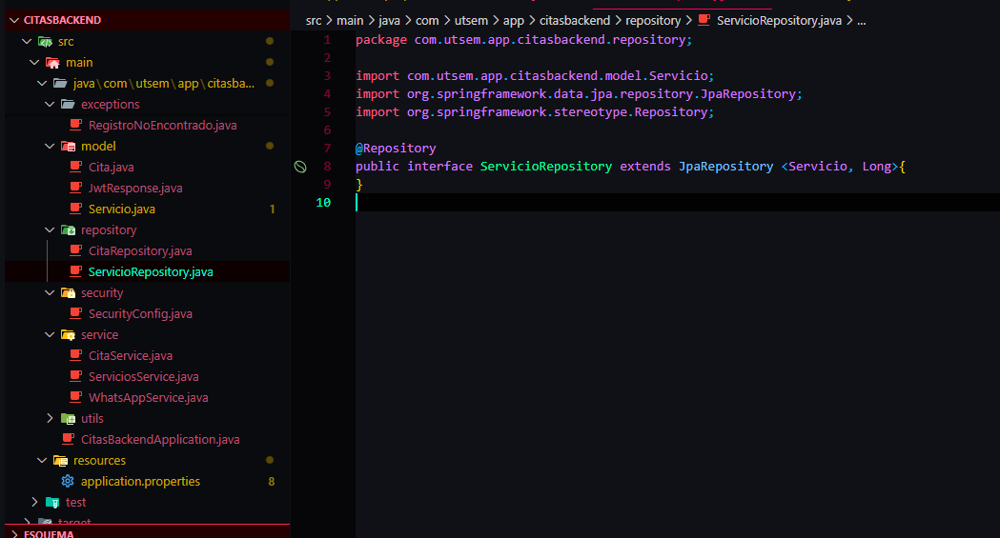 CITASBACKEND
src
main
java\com\utsem\app\citasba...
exceptions
RegistroNoEncontrado.java
model
Cita.java
JwtResponse.java
Servicio.java 1
repository
CitaRepository.java
ServicioRepository.java
security
SecurityConfig.java
service
CitaService.java
ServiciosService.java
WhatsAppService.java
utils
CitasBackendApplication.java
resources
application.properties 8
test
target
ESQUEMA
src > main > java > com > utsem > app > citasbackend > repository > ServicioRepository.java > ...
1 package com.utsem.app.citasbackend.repository;
2
3 import com.utsem.app.citasbackend.model.Servicio;
4 import org.springframework.data.jpa.repository.JpaRepository;
5 import org.springframework.stereotype.Repository;
6
7 @Repository
8 public interface ServicioRepository extends JpaRepository <Servicio, Long>{
9 }
10